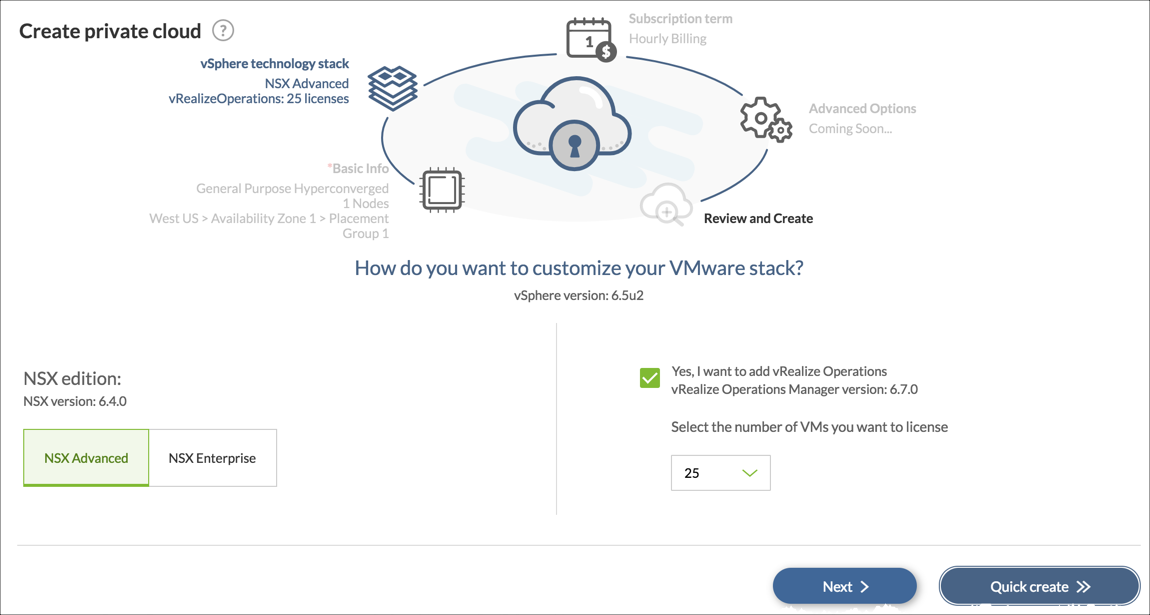 Create private cloud ?
Subscription term
Hourly Billing
1
$
vSphere technology stack
NSX Advanced
vRealizeOperations: 25 licenses
Advanced Options
Coming Soon...
*Basic Info
General Purpose Hyperconverged
1 Nodes
West US > Availability Zone 1 > Placement
Group 1
Review and Create
How do you want to customize your VMware stack?
vSphere version: 6.5u2
NSX edition:
NSX version: 6.4.0
NSX Advanced
NSX Enterprise
Yes, I want to add vRealize Operations
vRealize Operations Manager version: 6.7.0
Select the number of VMs you want to license
25
Next
Quick create